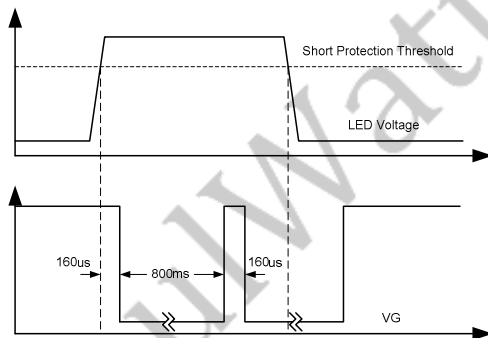 Short Protection Threshold
LED Voltage
160us
800ms
160us
VG